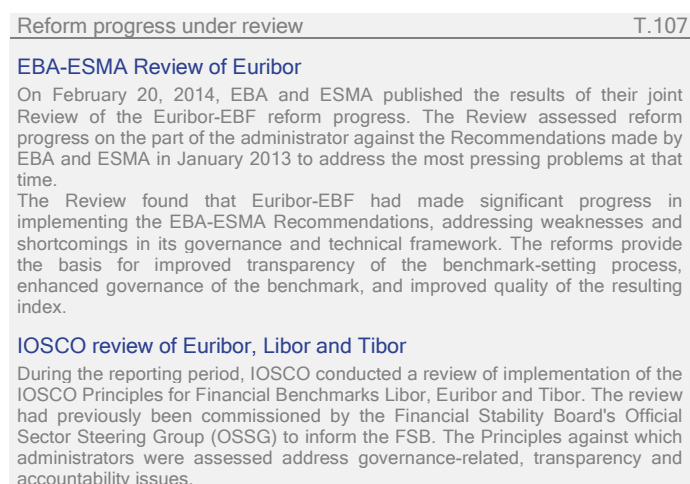 Reform progress under review T.107
EBA-ESMA Review of Euribor
On February 20, 2014, EBA and ESMA published the results of their joint
Review of the Euribor-EBF reform progress. The Review assessed reform
progress on the part of the administrator against the Recommendations made by
EBA and ESMA in January 2013 to address the most pressing problems at that
time.
The Review found that Euribor-EBF had made significant progress in
implementing the EBA-ESMA Recommendations, addressing weaknesses and
shortcomings in its governance and technical framework. The reforms provide
the basis for improved transparency of the benchmark-setting process,
enhanced governance of the benchmark, and improved quality of the resulting
index.
IOSCO review of Euribor, Libor and Tibor
During the reporting period, IOSCO conducted a review of implementation of the
IOSCO Principles for Financial Benchmarks Libor, Euribor and Tibor. The review
had previously been commissioned by the Financial Stability Board's Official
Sector Steering Group (OSSG) to inform the FSB. The Principles against which
administrators were assessed address governance-related, transparency and
accountability issues.